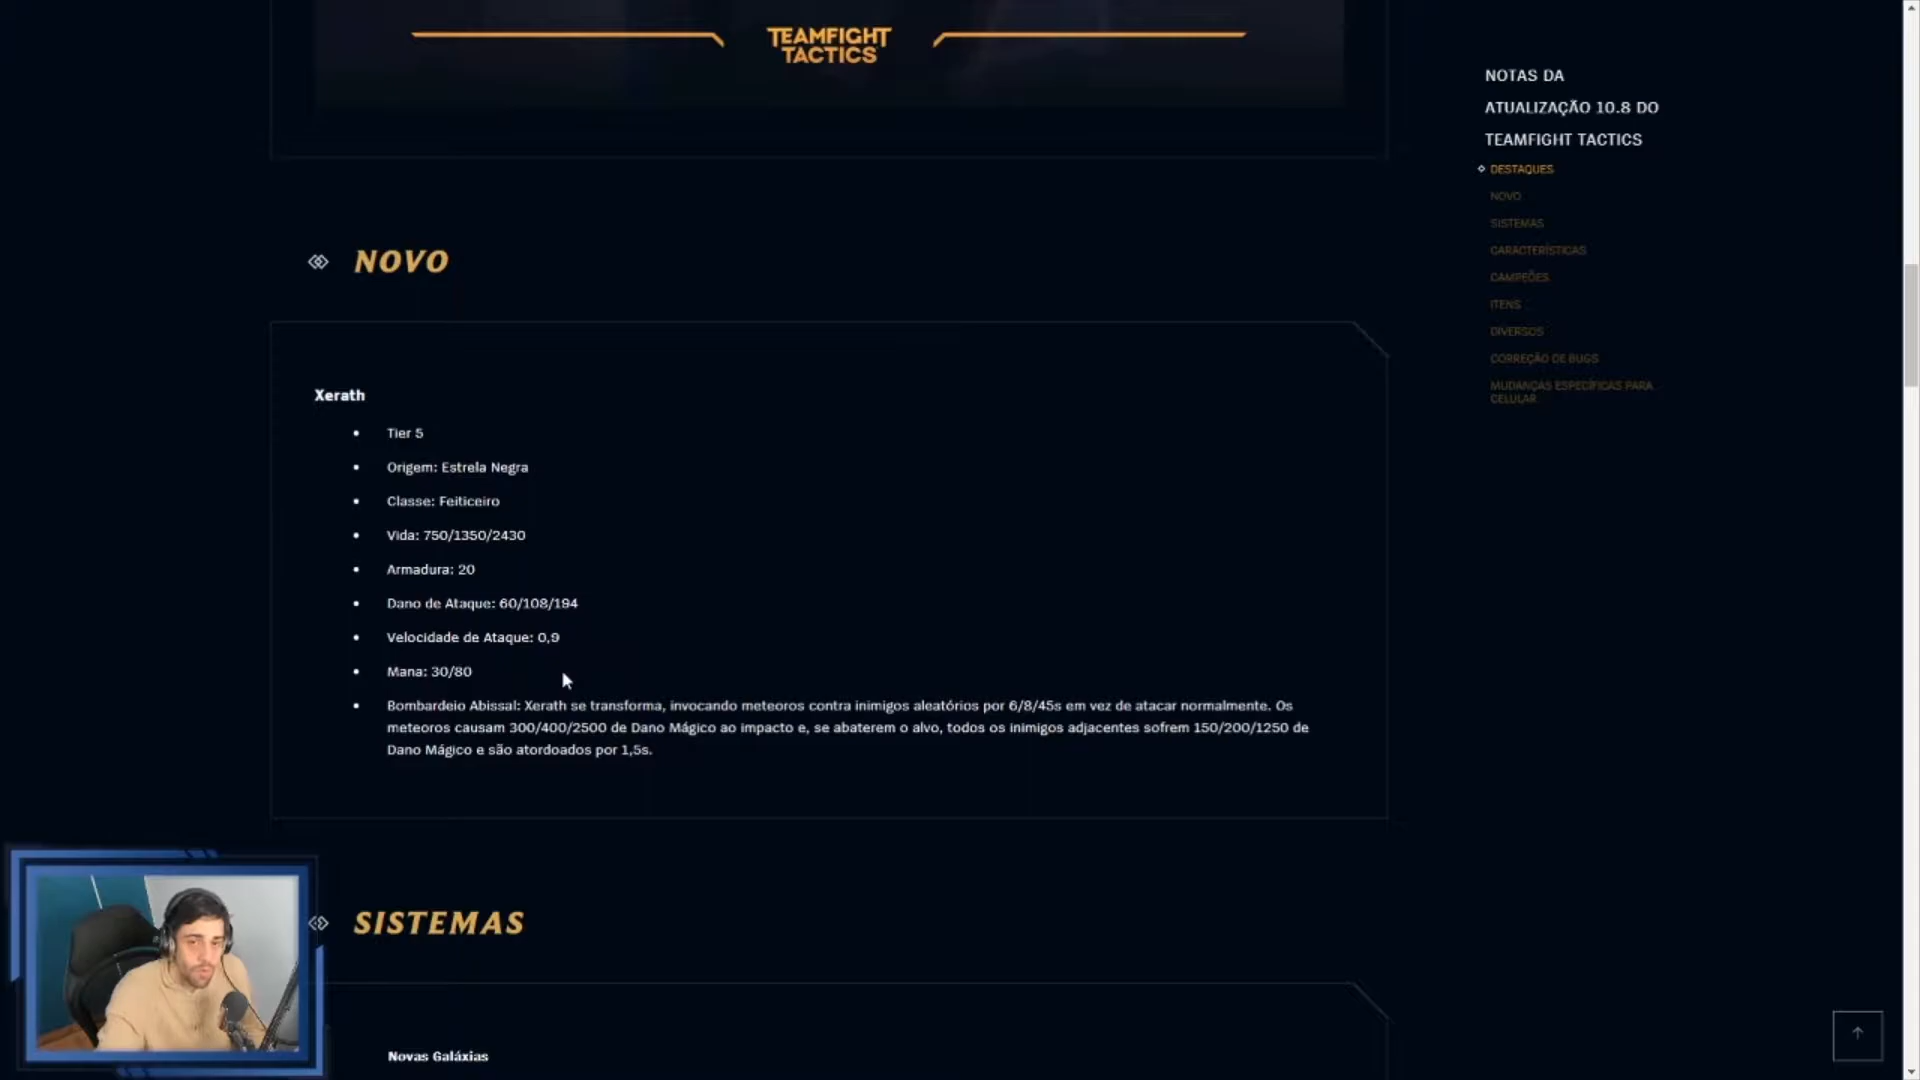 TEAMFIGHT
TACTICS
NOVO
Xerath
Tier 5
Origem: Estrela Negra
Classe: Feiticeiro
Vida: 750/1350/2430
Armadura: 20
Dano de Ataque: 60/108/194
Velocidade de Ataque: 0,9
Mana: 30/80
Bombardeio Abissal: Xerath se transforma, invocando meteoros contra inimigos aleatórios por 6/8/45s em vez de atacar normalmente. Os
meteoros causam 300/400/2500 de Dano Mágico ao impacto e, se abaterem o alvo, todos os inimigos adjacentes sofrem 150/200/1250 de
Dano Mágico e são atordoados por 1,5s.
SISTEMAS
Novas Galáxias
NOTAS DA
ATUALIZAÇÃO 10.8 DO
TEAMFIGHT TACTICS
DESTAQUES
NOVO
SISTEMAS
CARACTERÍSTICAS
CAMPEÕES
ITENS
DIVERSOS
CORREÇÃO DE BUGS
MUDANÇAS ESPECÍFICAS PARA
CELULAR